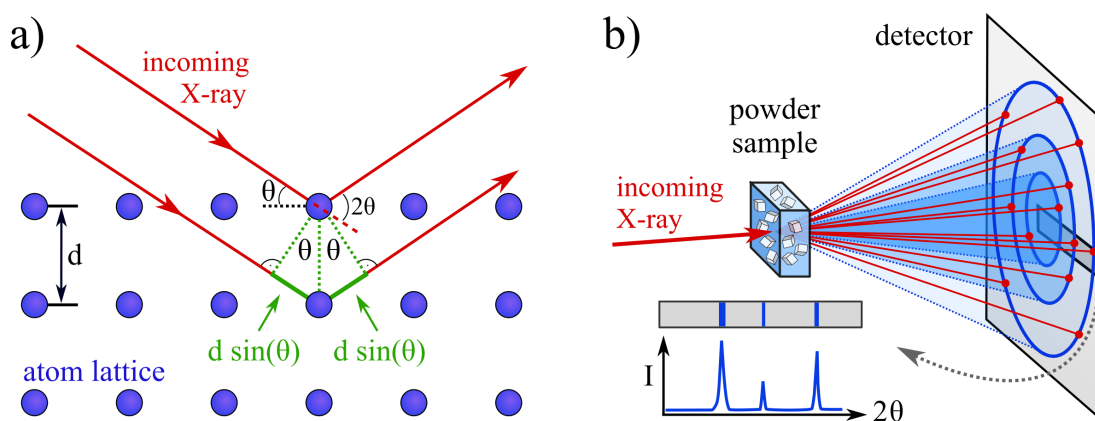 a)
incoming
X-ray
θ
2θ
θ
θ
d
d sin(θ)
d sin(θ)
atom lattice
b)
detector
powder
sample
incoming
X-ray
I
2θ